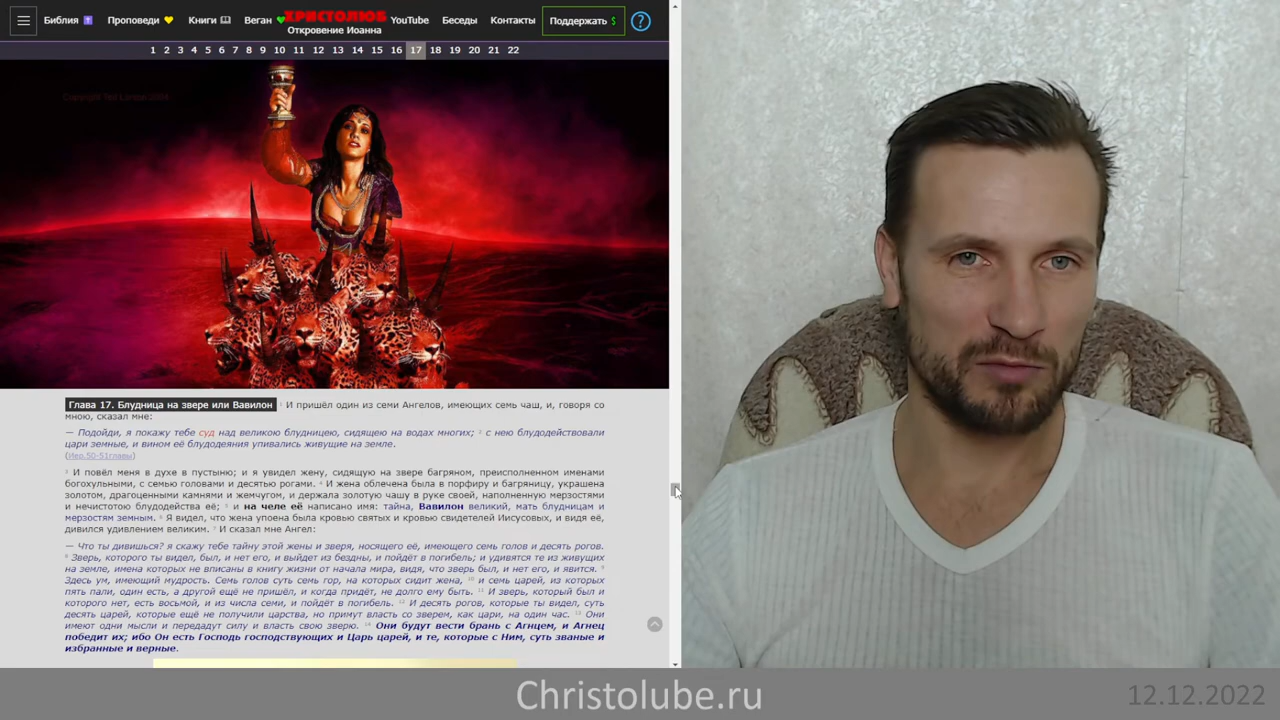 Библия Проповеди Книги Веган ХРИСТОЛЮБ YouTube Беседы Контакты Поддержать $ ?
Откровение Иоанна
1 2 3 4 5 6 7 8 9 10 11 12 13 14 15 16 17 18 19 20 21 22
Глава 17. Блудница на звере или Вавилон 1 И пришёл один из семи Ангелов, имеющих семь чаш, и, говоря со
мною, сказал мне:
— Подойди, я покажу тебе суд над великою блудницею, сидящею на водах многих; 2 с нею блудодействовали
цари земные, и вином её блудодеяния упивались живущие на земле.
(Иер.50-51главы)
3 И повёл меня в духе в пустыню; и я увидел жену, сидящую на звере багряном, преисполненном именами
богохульными, с семью головами и десятью рогами. 4 И жена облечена была в порфиру и багряницу, украшена
золотом, драгоценными камнями и жемчугом, и держала золотую чашу в руке своей, наполненную мерзостями
и нечистотою блудодейства её; 5 и на челе её написано имя: тайна, Вавилон великий, мать блудницам и
мерзостям земным. 6 Я видел, что жена упоена была кровью святых и кровью свидетелей Иисусовых, и видя её,
дивился удивлением великим. 7 И сказал мне Ангел:
— Что ты дивишься? я скажу тебе тайну этой жены и зверя, носящего её, имеющего семь голов и десять рогов.
8 Зверь, которого ты видел, был, и нет его, и выйдет из бездны, и пойдёт в погибель; и удивятся те из живущих
на земле, имена которых не вписаны в книгу жизни от начала мира, видя, что зверь был, и нет его, и явится. 9
Здесь ум, имеющий мудрость. Семь голов суть семь гор, на которых сидит жена, 10 и семь царей, из которых
пять пали, один есть, а другой ещё не пришёл, и когда придёт, не долго ему быть. 11 И зверь, который был и
которого нет, есть восьмой, и из числа семи, и пойдёт в погибель. 12 И десять рогов, которые ты видел, суть
десять царей, которые ещё не получили царства, но примут власть со зверем, как цари, на один час. 13 Они
имеют одни мысли и передадут силу и власть свою зверю. 14 Они будут вести брань с Агнцем, и Агнец
победит их; ибо Он есть Господь господствующих и Царь царей, и те, которые с Ним, суть званые и
избранные и верные.
Christolube.ru
12.12.2022